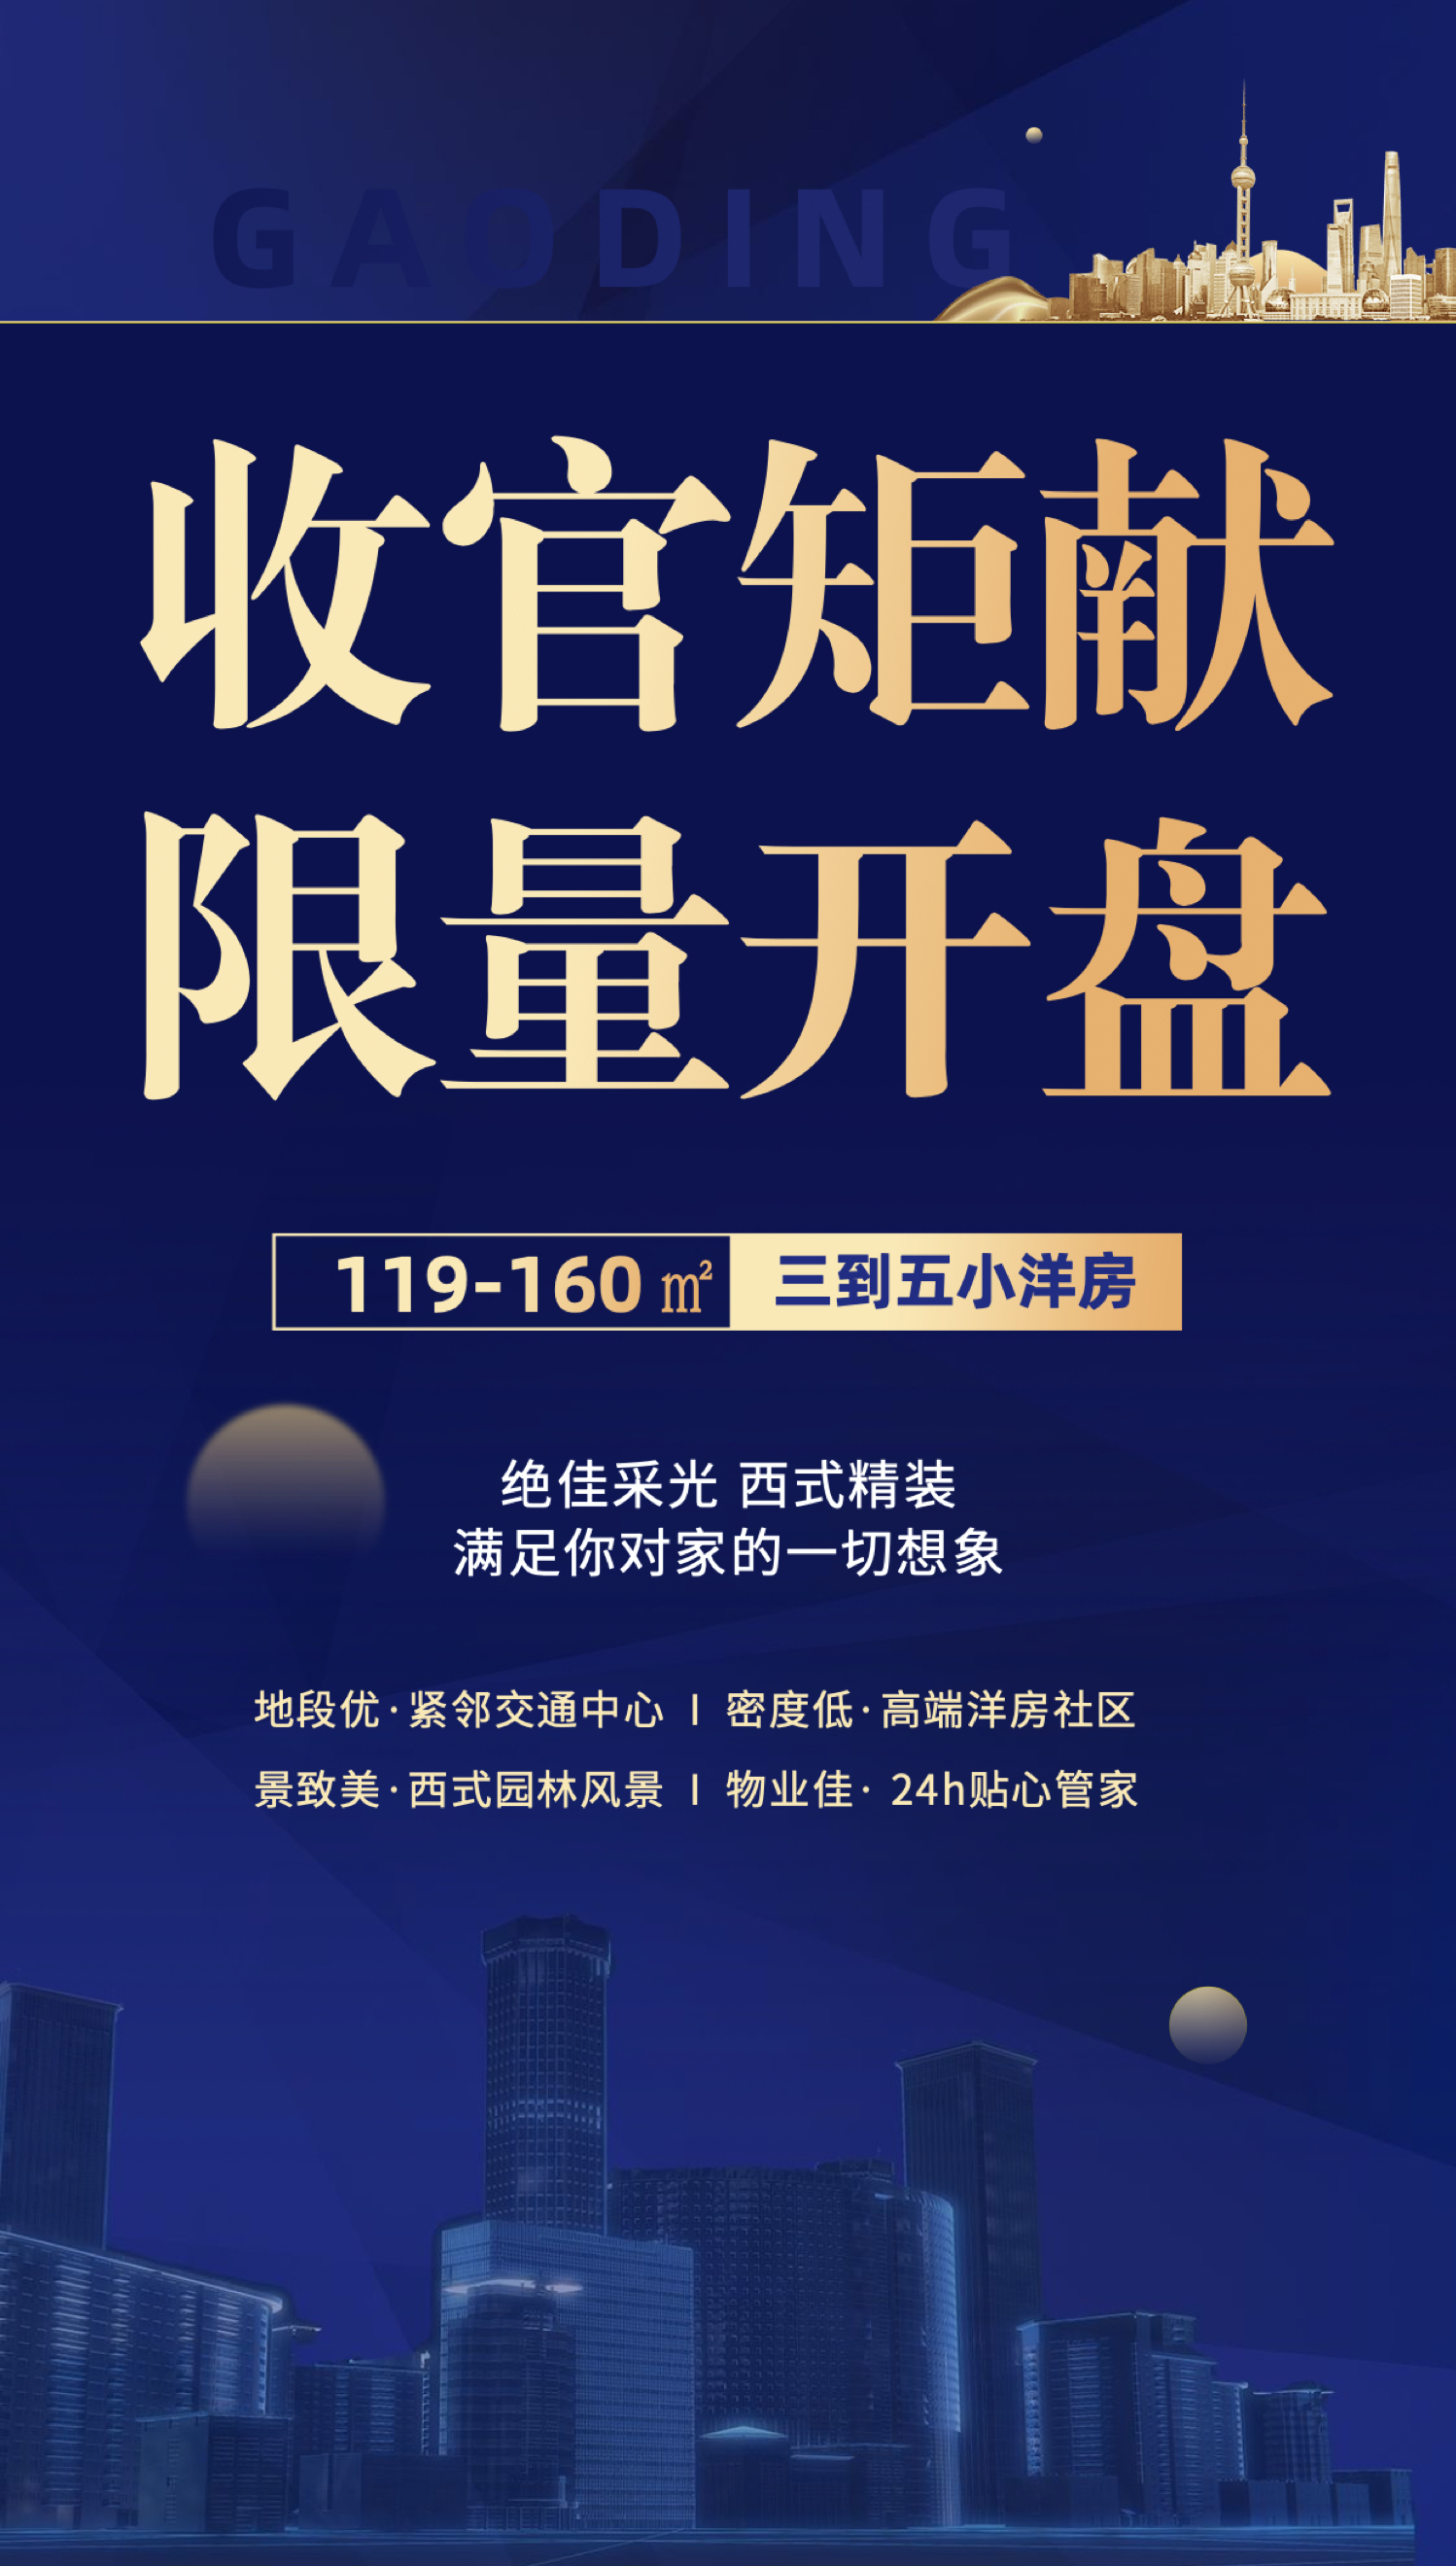 GAODING
收官矩献
限量开盘
119-160㎡ 三到五小洋房
绝佳采光 西式精装
满足你对家的一切想象
地段优·紧邻交通中心 | 密度低·高端洋房社区
景致美·西式园林风景 | 物业佳· 24h贴心管家